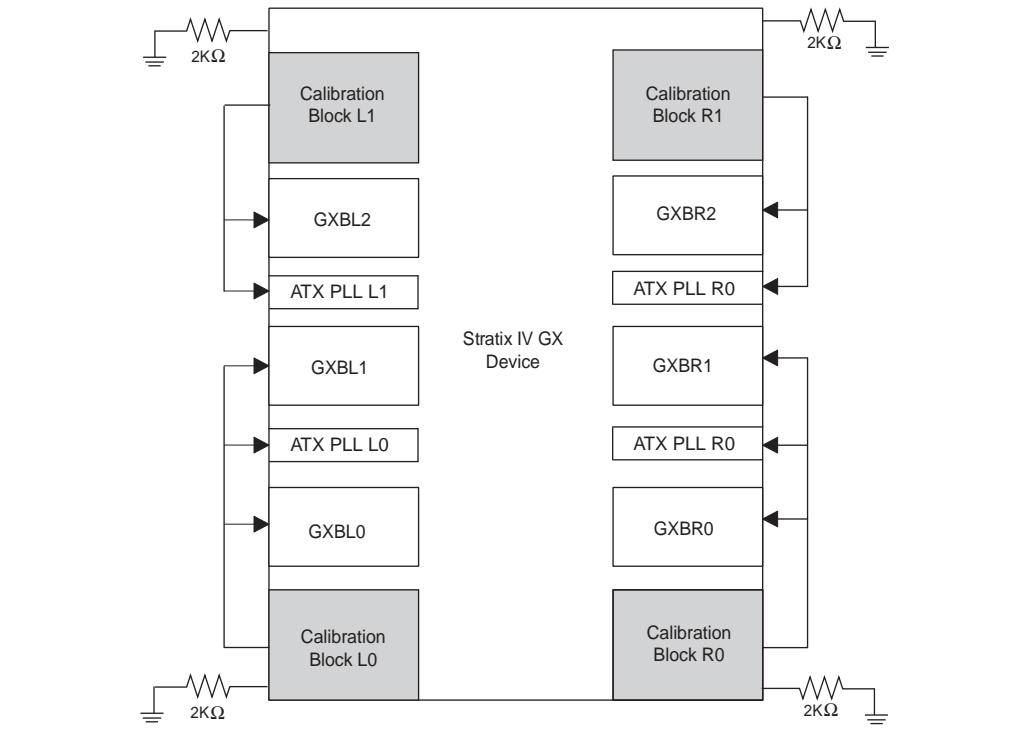 2KΩ
2KΩ
Calibration
Block L1
Calibration
Block R1
GXBL2
GXBR2
ATX PLL L1
ATX PLL R0
Stratix IV GX
Device
GXBL1
GXBR1
ATX PLL L0
ATX PLL R0
GXBL0
GXBR0
Calibration
Block L0
Calibration
Block R0
2KΩ
2KΩ